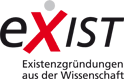 eXIST
Existenzgründungen
aus der Wissenschaft